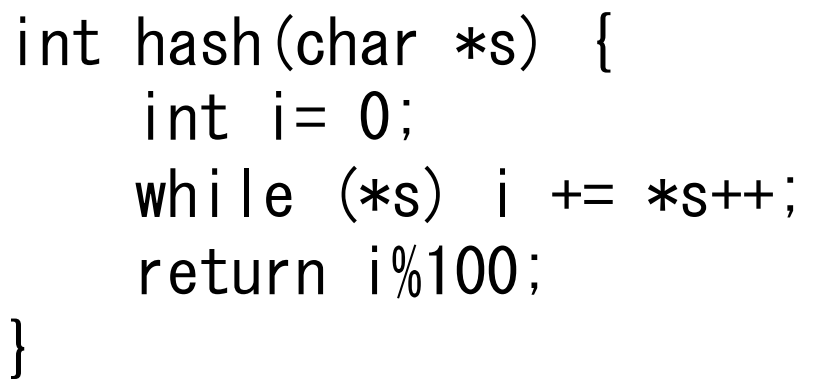 int hash(char *s) {
    int i= 0;
    while (*s) i += *s++;
    return i%100;
}